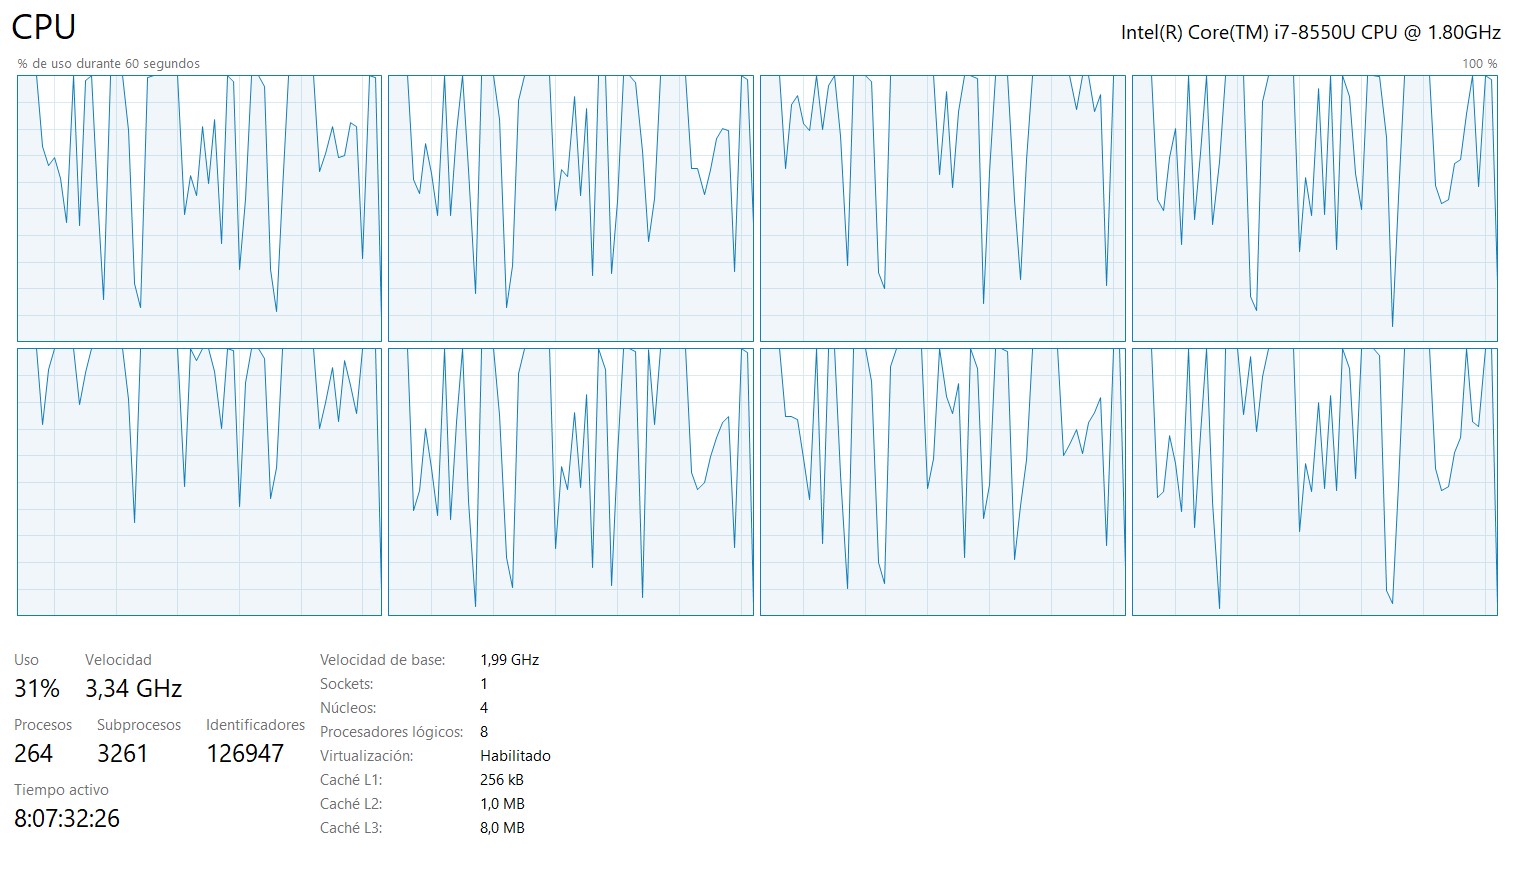 CPU
Intel(R) Core(TM) i7-8550U CPU @ 1.80GHz
% de uso durante 60 segundos
100 %
Uso
Velocidad
31%
3,34 GHz
Procesos
Subprocesos
Identificadores
264
3261
126947
Tiempo activo
8:07:32:26
Velocidad de base: 1,99 GHz
Sockets: 1
Núcleos: 4
Procesadores lógicos: 8
Virtualización: Habilitado
Caché L1: 256 kB
Caché L2: 1,0 MB
Caché L3: 8,0 MB